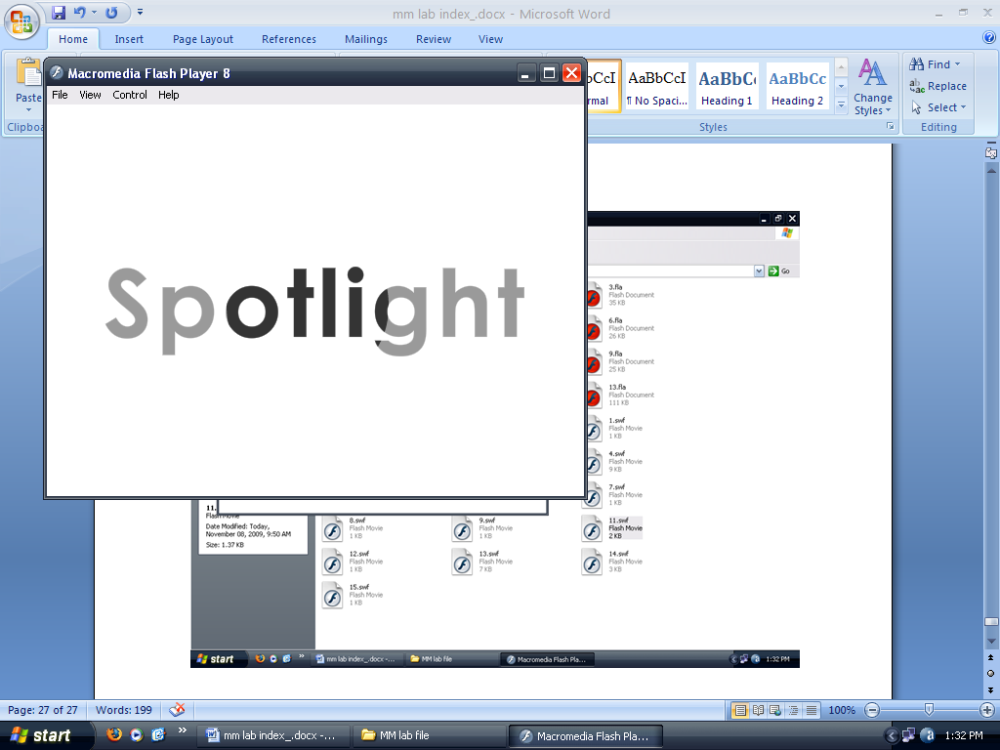 mm lab index_.docx - Microsoft Word
Home Insert Page Layout References Mailings Review View
Paste
Clipboa
Macromedia Flash Player 8
File View Control Help
Spotlight
bCcI AaBbCcI AaBbC AaBbCc
mal ¶ No Spaci... Heading 1 Heading 2
Change
Styles
Styles
Find
Replace
Select
Editing
Go
3.fla
Flash Document
35 KB
6.fla
Flash Document
26 KB
9.fla
Flash Document
25 KB
13.fla
Flash Document
111 KB
1.swf
Flash Movie
1 KB
4.swf
Flash Movie
9 KB
7.swf
Flash Movie
1 KB
11.
Flash Movie
Date Modified: Today,
November 08, 2009, 9:50 AM
Size: 1.37 KB
8.swf
Flash Movie
1 KB
9.swf
Flash Movie
1 KB
11.swf
Flash Movie
2 KB
12.swf
Flash Movie
1 KB
13.swf
Flash Movie
7 KB
14.swf
Flash Movie
3 KB
15.swf
Flash Movie
1 KB
start mm lab index_.docx -... MM lab file Macromedia Flash Pla... 1:32 PM
Page: 27 of 27 Words: 199 100%
start mm lab index_.docx -... MM lab file Macromedia Flash Pla... 1:32 PM